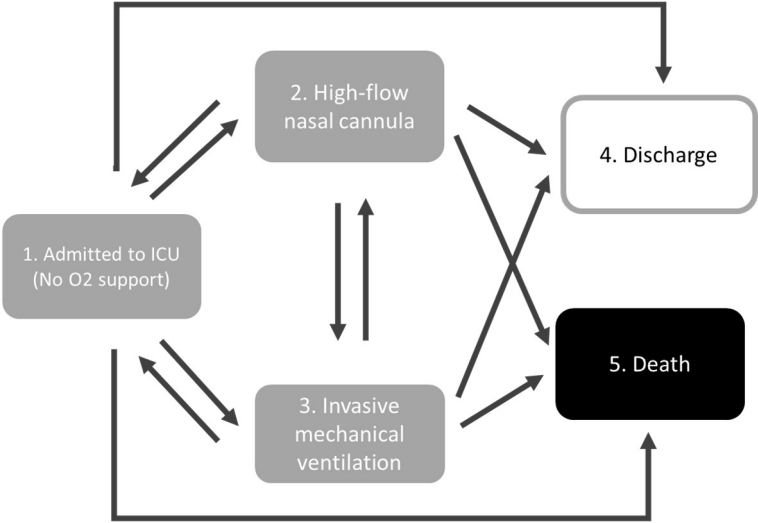 2. High-flow
nasal cannula
4. Discharge
1. Admitted to ICU
(No O2 support)
5. Death
3. Invasive
mechanical
ventilation